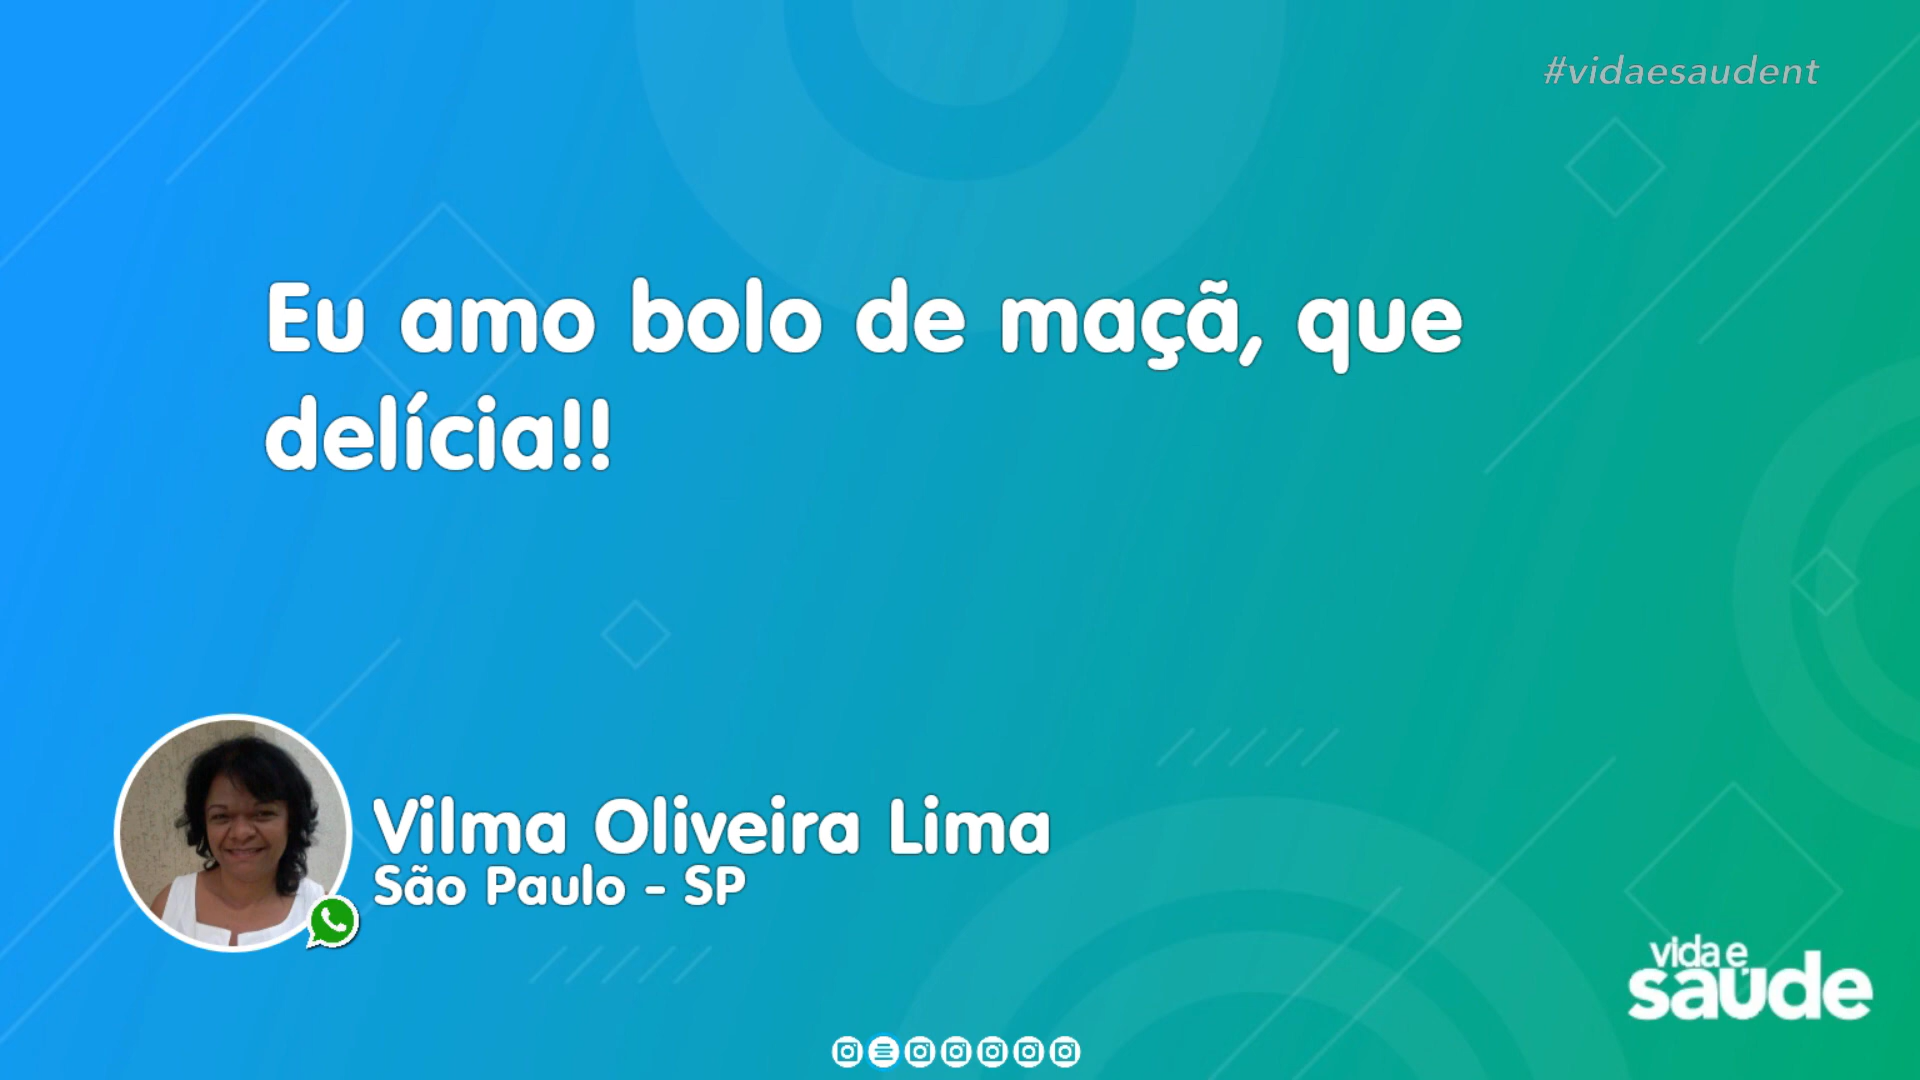 #vidaesaudent
Eu amo bolo de maçã, que
delícia!!
Vilma Oliveira Lima
São Paulo - SP
vida e
saúde